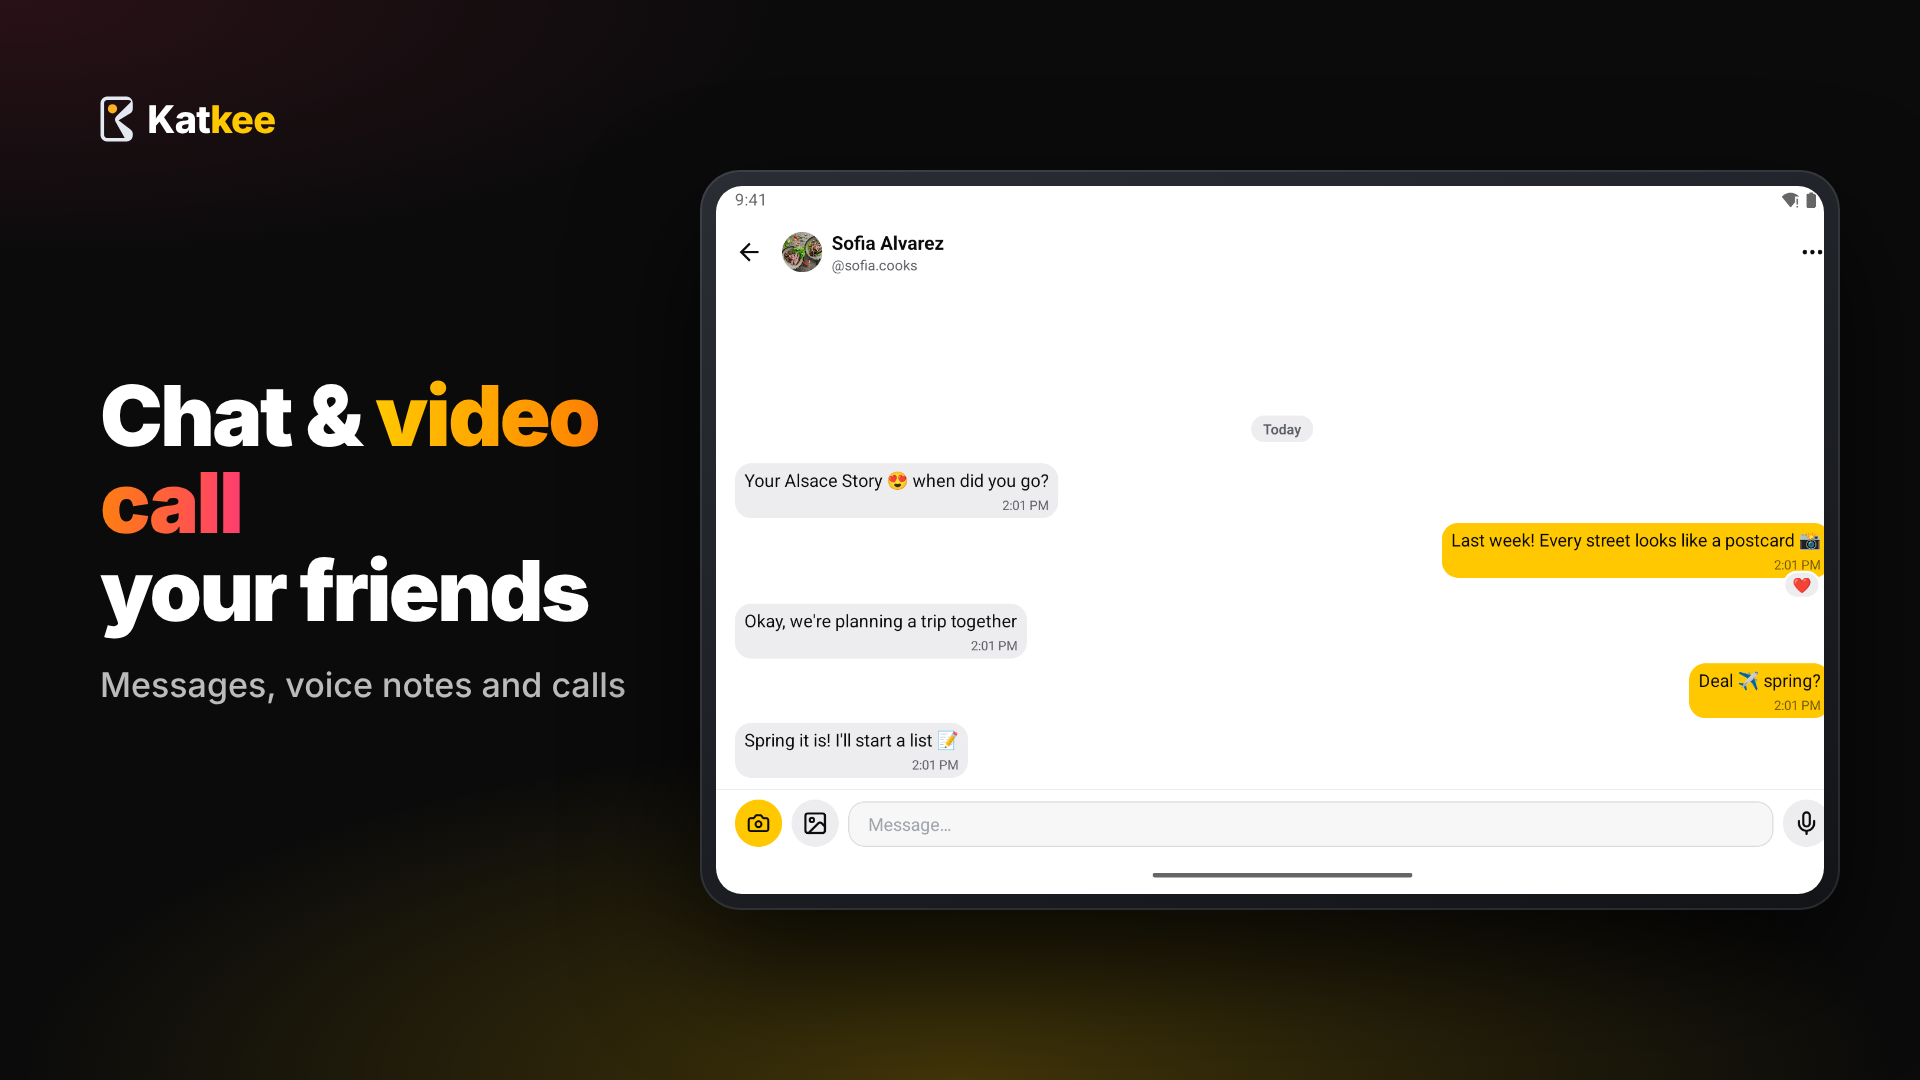 Katkee
Chat & video
call
your friends
Messages, voice notes and calls
9:41
Sofia Alvarez
@sofia.cooks
Today
Your Alsace Story 😍 when did you go?
2:01 PM
Last week! Every street looks like a postcard 📸
2:01 PM
❤️
Okay, we're planning a trip together
2:01 PM
Deal ✈️ spring?
2:01 PM
Spring it is! I'll start a list 📝
2:01 PM
Message...